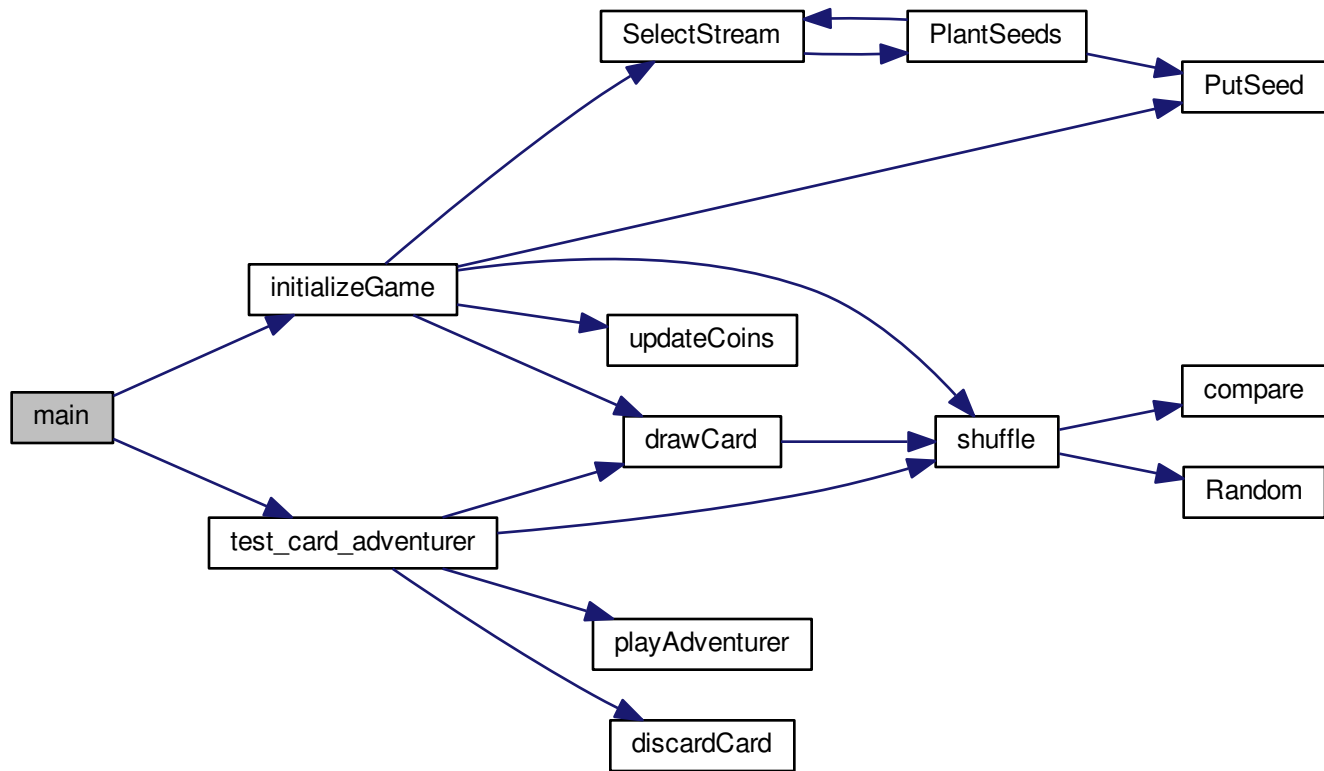 SelectStream
PlantSeeds
PutSeed
initializeGame
updateCoins
main
drawCard
shuffle
compare
Random
test_card_adventurer
playAdventurer
discardCard